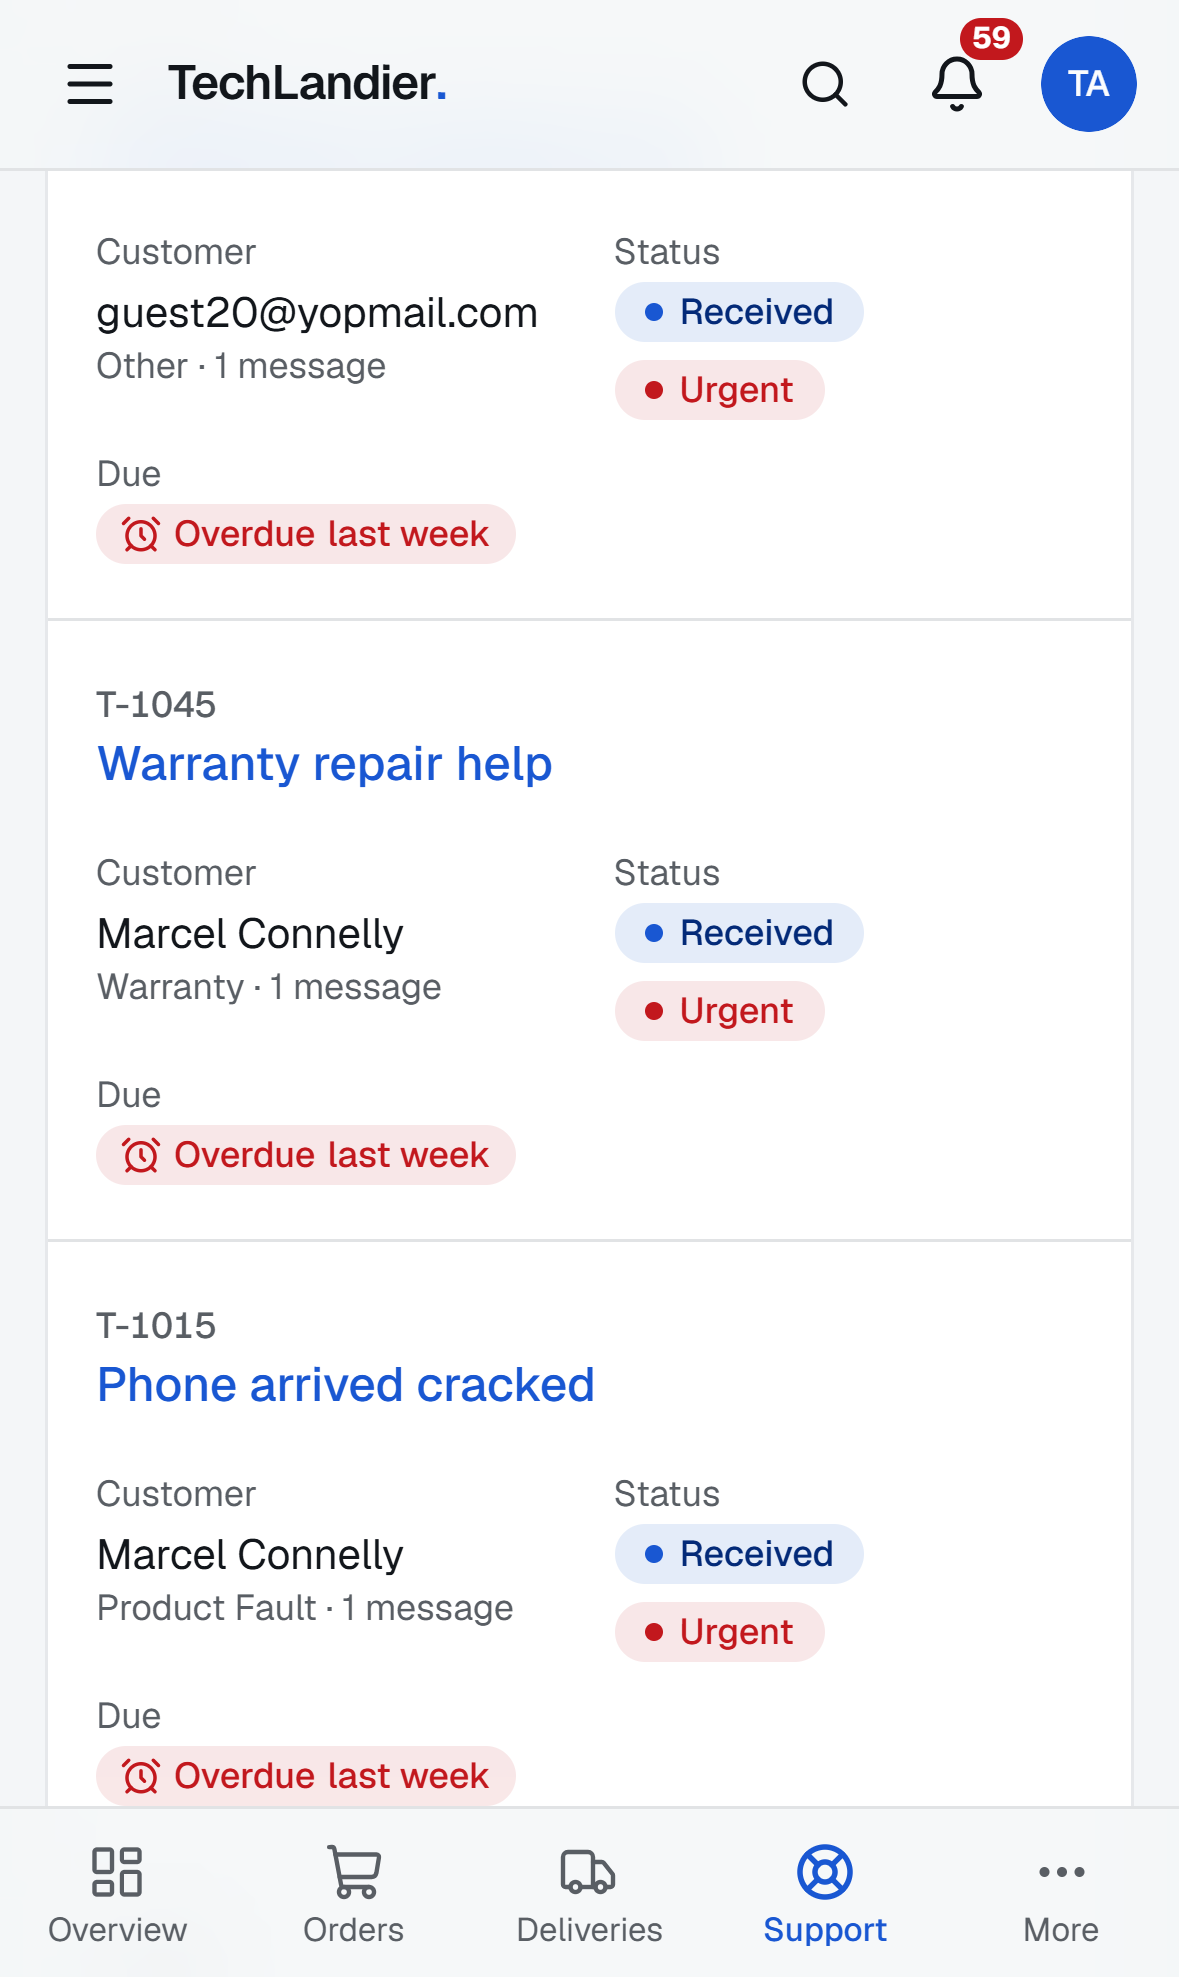 TechLandier.
59
TA
Customer
Status
guest20@yopmail.com
Received
Other · 1 message
Urgent
Due
Overdue last week
T-1045
Warranty repair help
Customer
Status
Marcel Connelly
Received
Warranty · 1 message
Urgent
Due
Overdue last week
T-1015
Phone arrived cracked
Customer
Status
Marcel Connelly
Received
Product Fault · 1 message
Urgent
Due
Overdue last week
Overview
Orders
Deliveries
Support
More